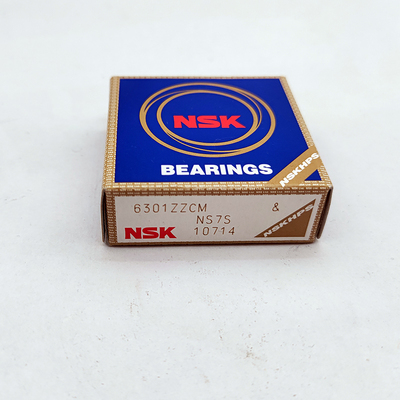 NSK
BEARINGS
NSKHPS
6301ZZCM &
NS7S
NSK 10714
NSKHPS